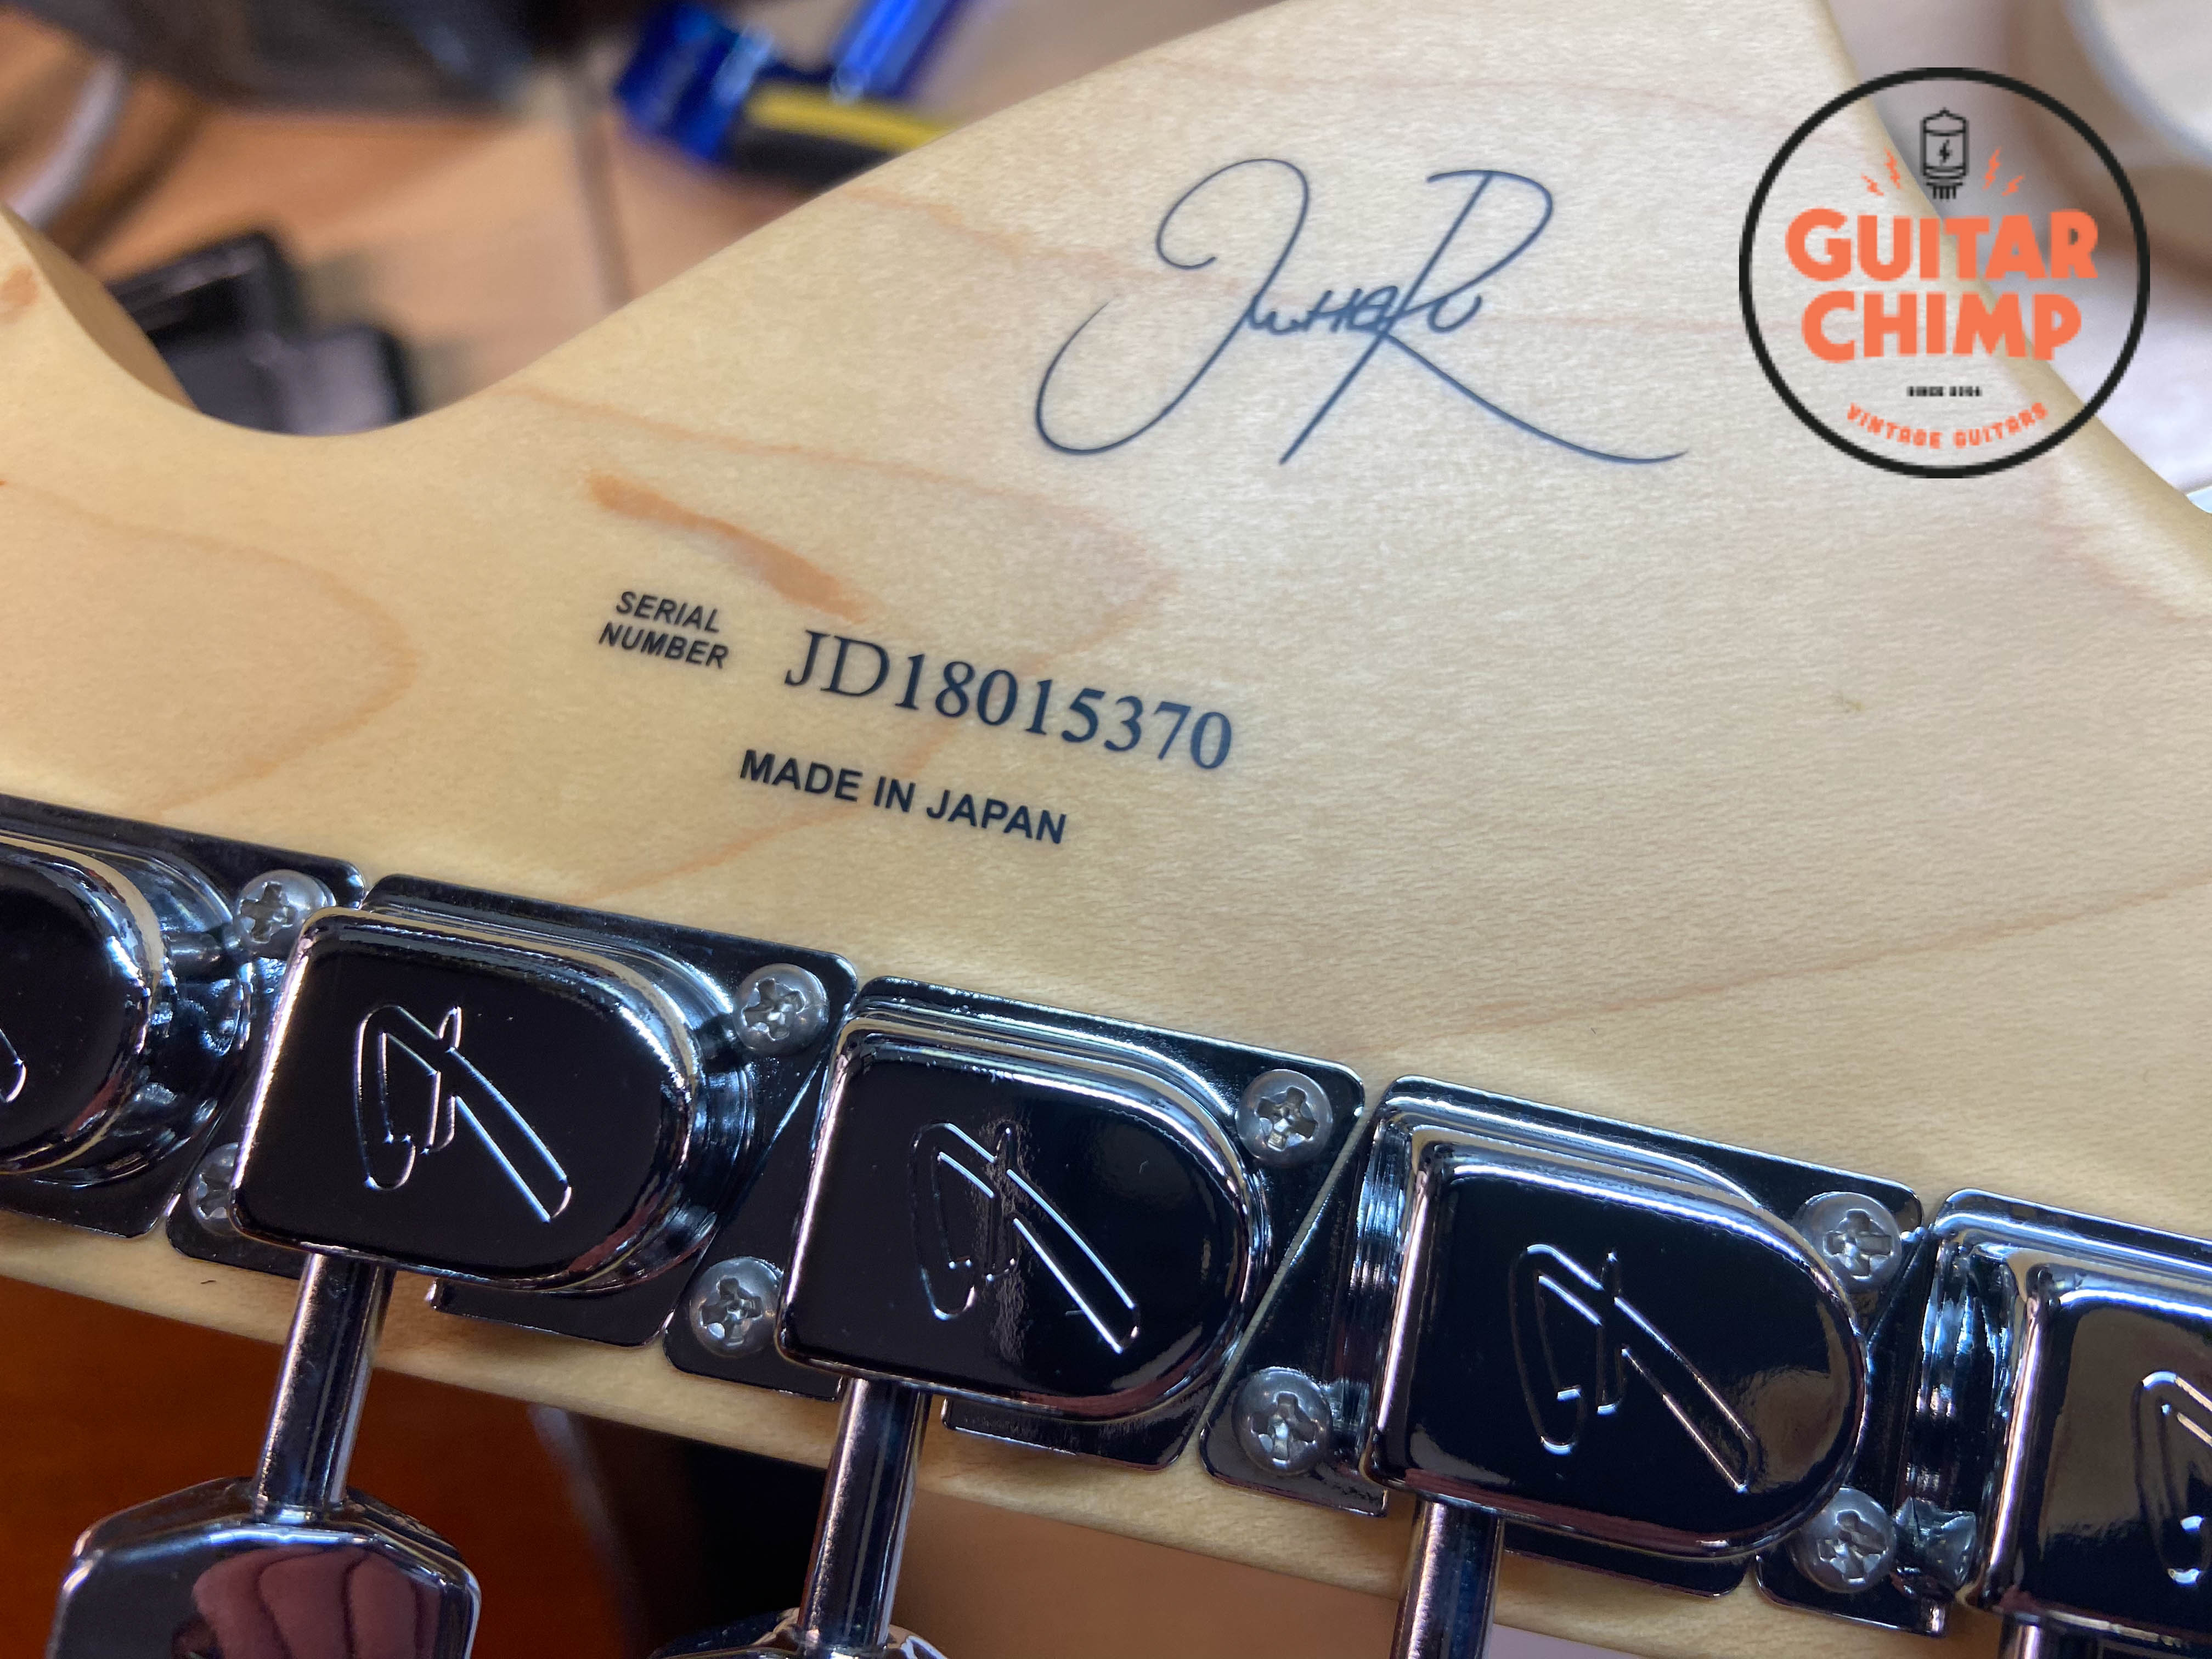 GUITAR
CHIMP
VINTAGE GUITARS
SERIAL
NUMBER
JD18015370
MADE IN JAPAN